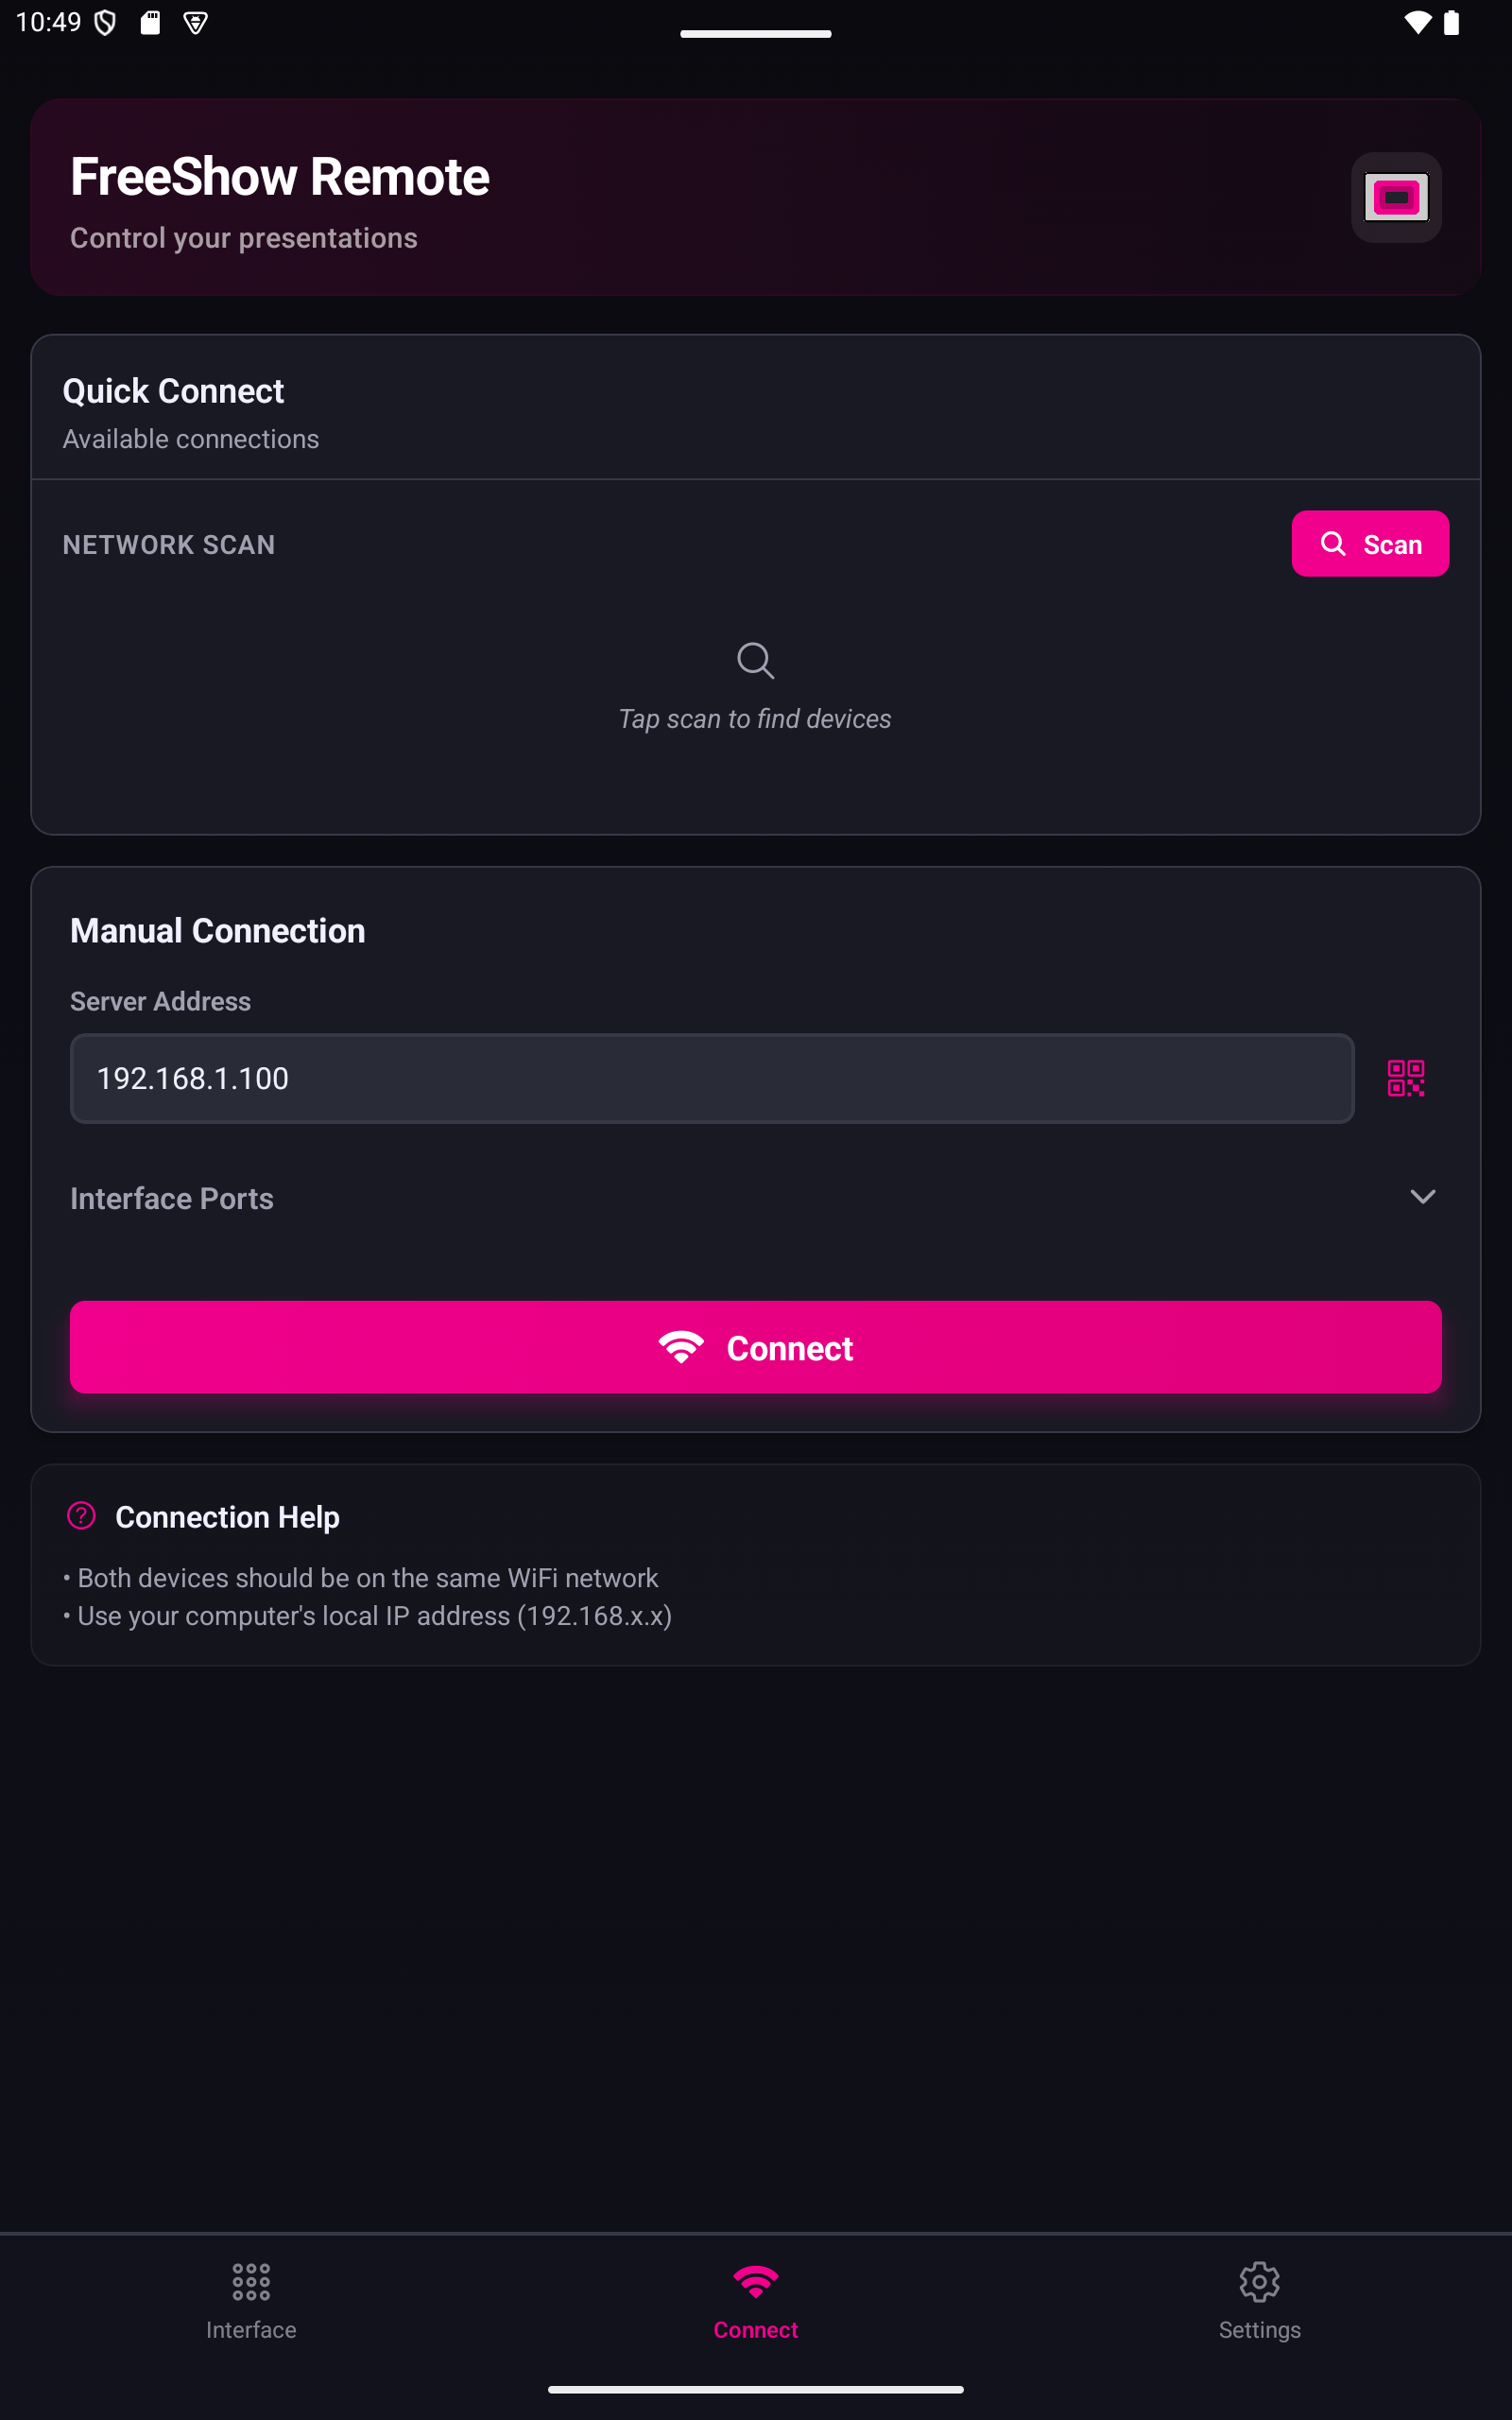 10:49
FreeShow Remote
Control your presentations
Quick Connect
Available connections
NETWORK SCAN
Scan
Tap scan to find devices
Manual Connection
Server Address
192.168.1.100
Interface Ports
Connect
Connection Help
• Both devices should be on the same WiFi network
• Use your computer's local IP address (192.168.x.x)
Interface
Connect
Settings